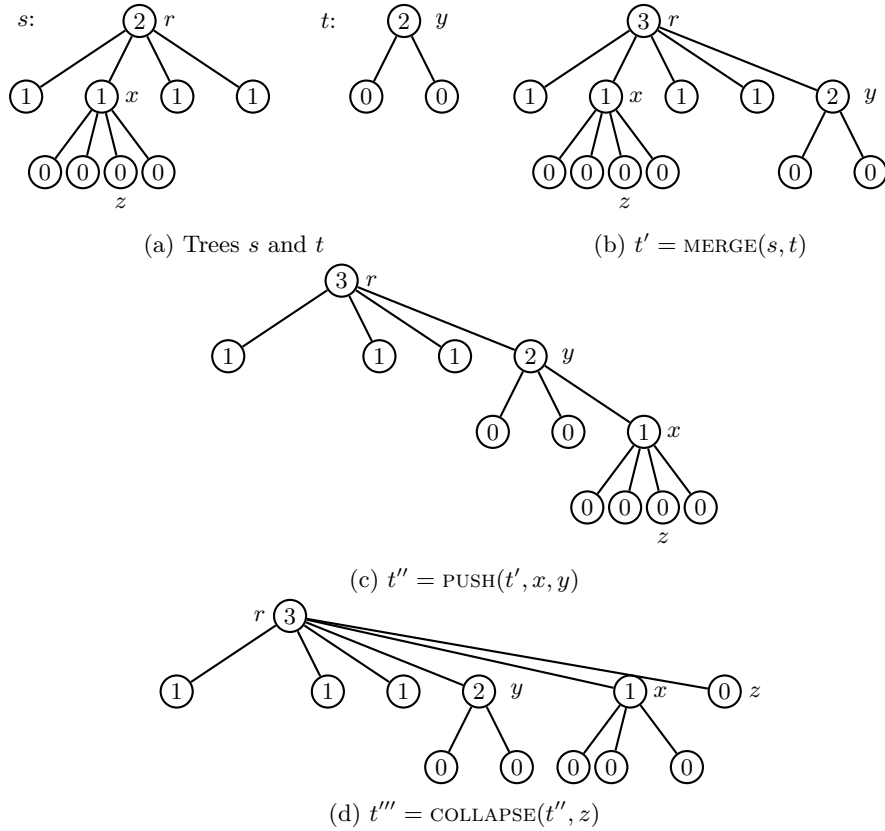 s: 2 r t: 2 y 3 r
1 1 x 1 1 0 0 1 1 x 1 1 2 y
0 0 0 0 0 0 0 0 0 0
z z
(a) Trees s and t (b) t′ = MERGE(s, t)
3 r
1 1 1 2 y
0 0 1 x
0 0 0 0
z
(c) t′′ = PUSH(t′, x, y)
r 3
1 1 1 2 y 1 x 0 z
0 0 0 0 0
(d) t′′′ = COLLAPSE(t′′, z)